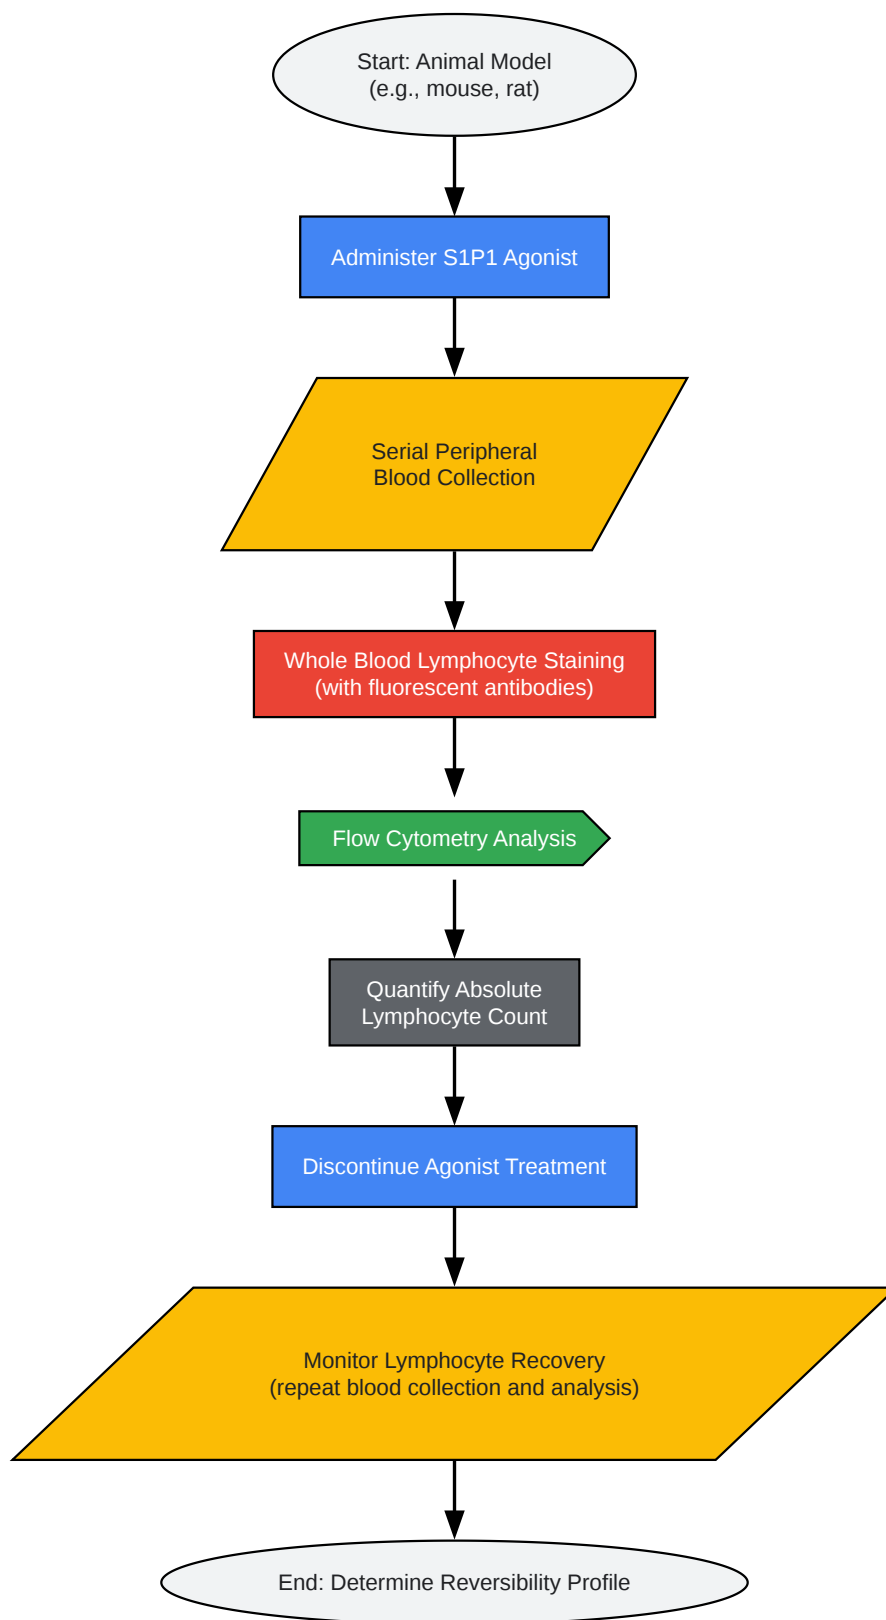 Start: Animal Model
(e.g., mouse, rat)
Administer S1P1 Agonist
Serial Peripheral
Blood Collection
Whole Blood Lymphocyte Staining
(with fluorescent antibodies)
Flow Cytometry Analysis
Quantify Absolute
Lymphocyte Count
Discontinue Agonist Treatment
Monitor Lymphocyte Recovery
(repeat blood collection and analysis)
End: Determine Reversibility Profile